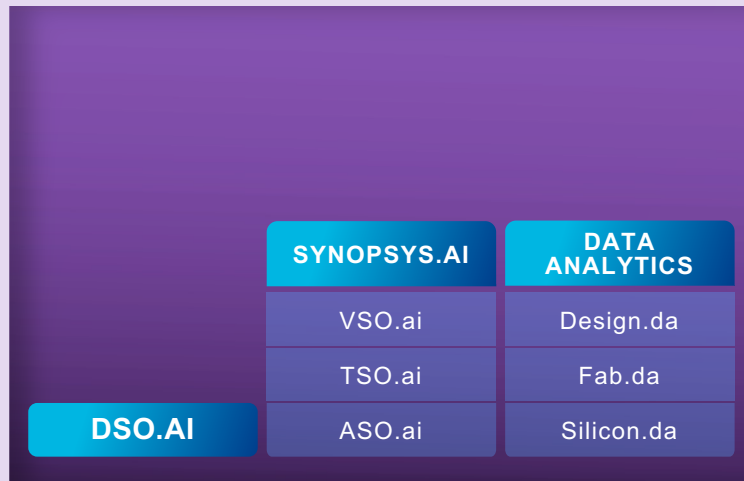 DSO.AI
SYNOPSYS.AI
VSO.ai
TSO.ai
ASO.ai
DATA
ANALYTICS
Design.da
Fab.da
Silicon.da